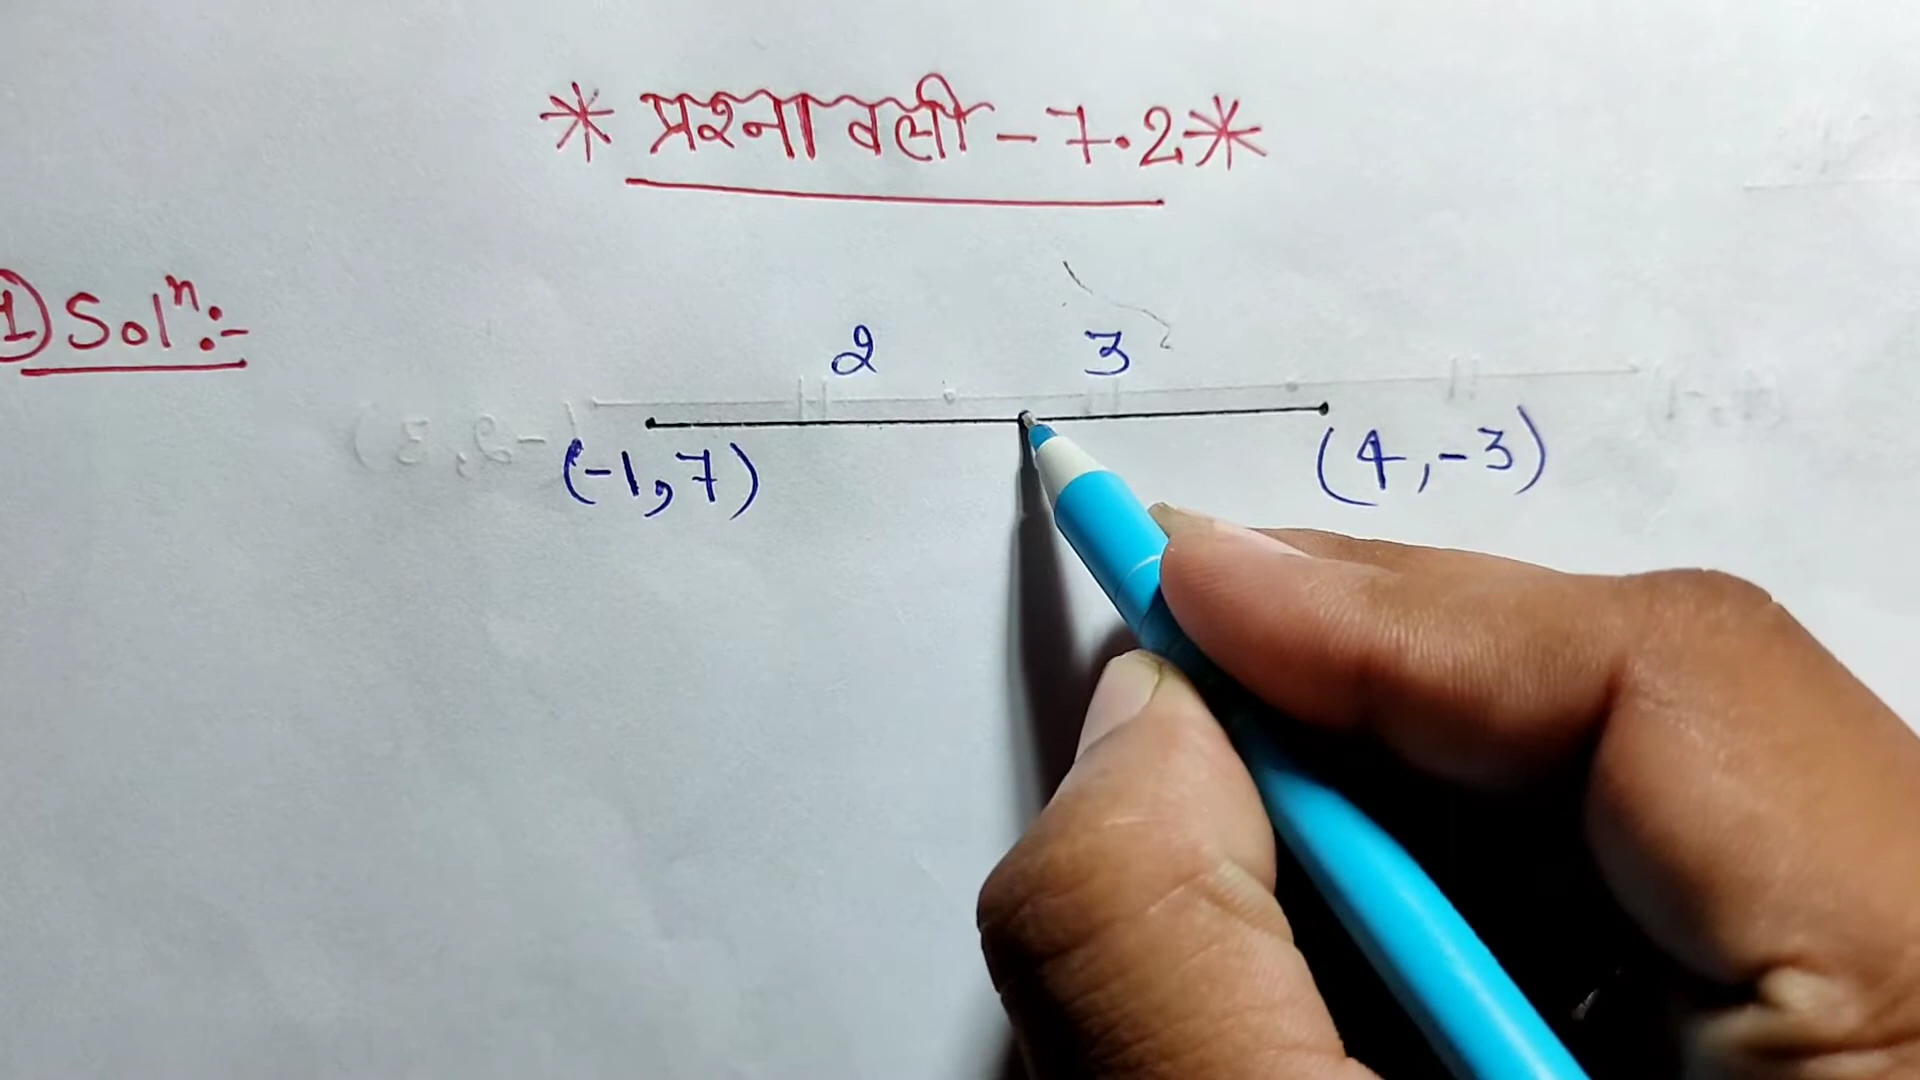 * प्रश्नावली - 7.2 *
1) Solⁿ:-
2 3
(-1,7) (4,-3)